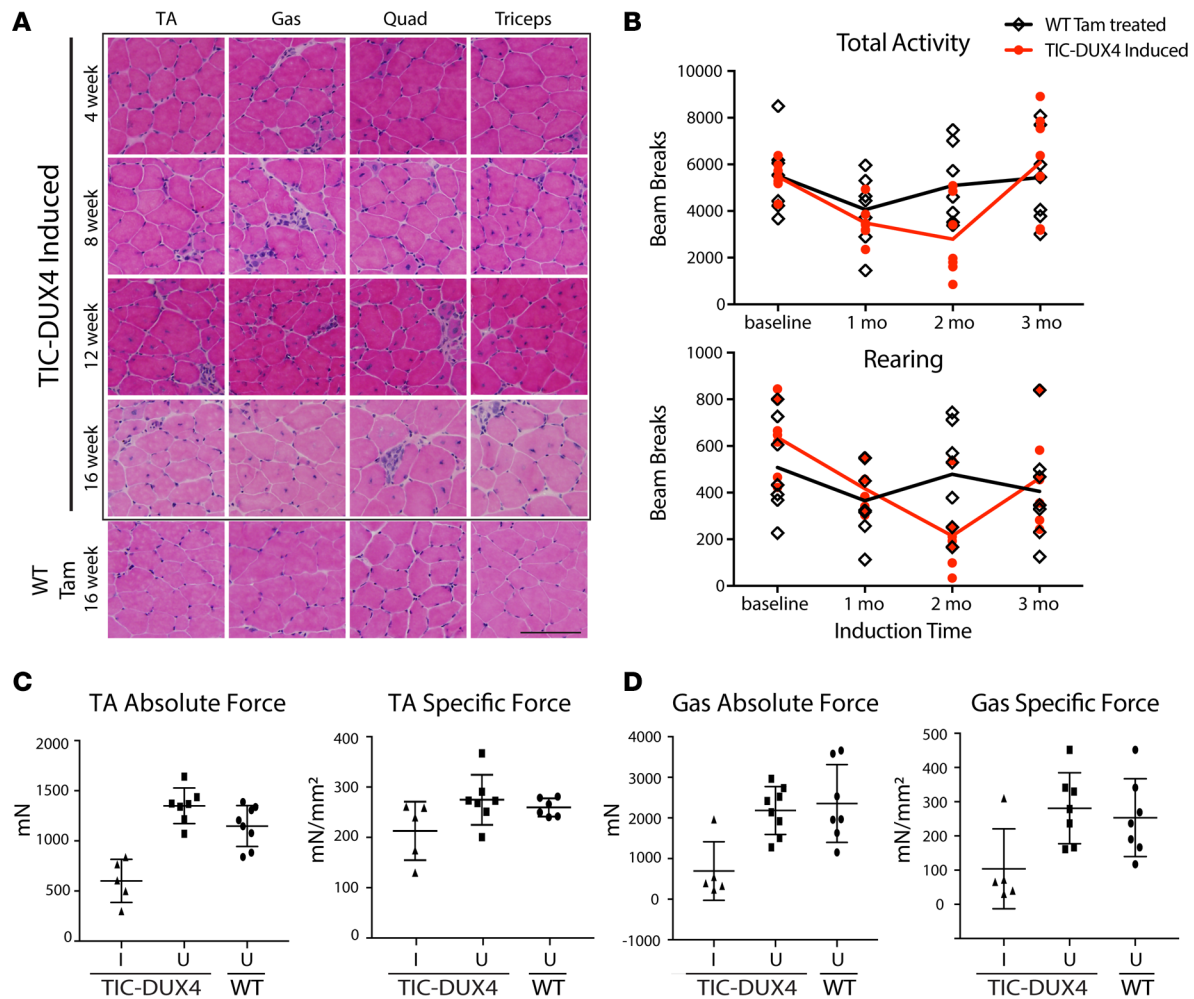 A
TA Gas Quad Triceps
TIC-DUX4 Induced
4 week
8 week
12 week
16 week
WT
Tam
16 week
B
WT Tam treated
TIC-DUX4 Induced
Total Activity
Beam Breaks
10000
8000
6000
4000
2000
0
baseline 1 mo 2 mo 3 mo
Rearing
Beam Breaks
1000
800
600
400
200
0
baseline 1 mo 2 mo 3 mo
Induction Time
C
TA Absolute Force
mN
2000
1500
1000
500
0
I U U
TIC-DUX4 WT
TA Specific Force
mN/mm²
400
300
200
100
0
I U U
TIC-DUX4 WT
D
Gas Absolute Force
mN
4000
3000
2000
1000
0
-1000
I U U
TIC-DUX4 WT
Gas Specific Force
mN/mm²
500
400
300
200
100
0
I U U
TIC-DUX4 WT